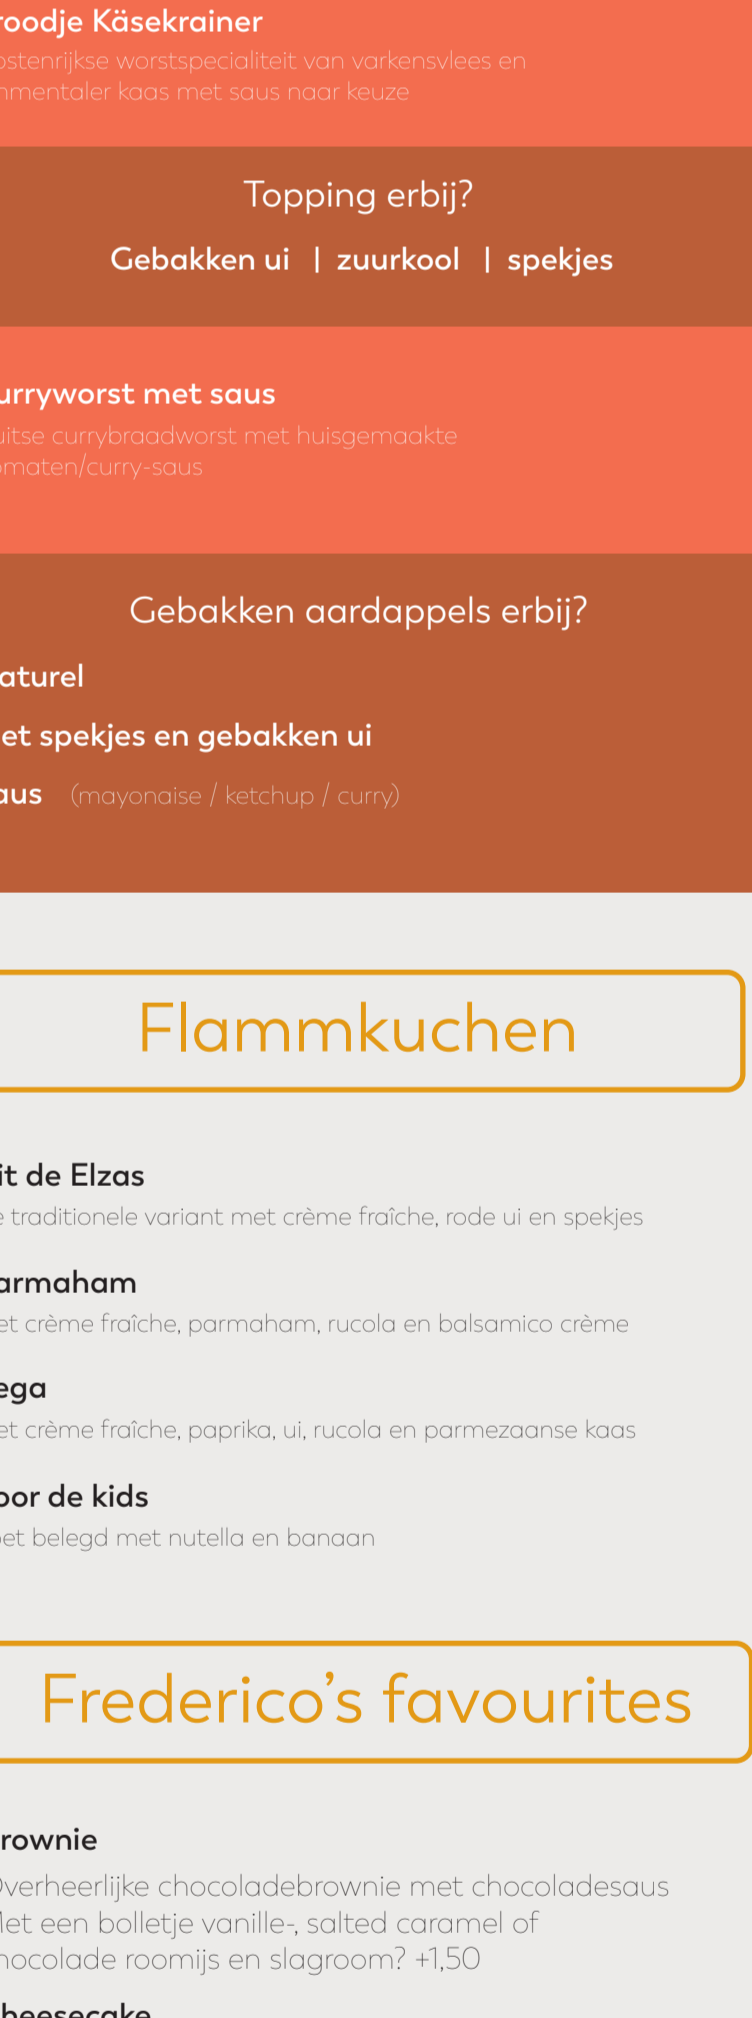 roodje Käsekrainer
ostenrijkse worstspecialiteit van varkensvlees en
mmentaler kaas met saus naar keuze
Topping erbij?
Gebakken ui | zuurkool | spekjes
urryworst met saus
uitse currybraadworst met huisgemaakte
omaten/curry-saus
Gebakken aardappels erbij?
aturel
et spekjes en gebakken ui
aus (mayonaise / ketchup / curry)
Flammkuchen
it de Elzas
e traditionele variant met crème fraîche, rode ui en spekjes
armaham
et crème fraîche, parmaham, rucola en balsamico crème
ega
et crème fraîche, paprika, ui, rucola en parmezaanse kaas
oor de kids
oet belegd met nutella en banaan
Frederico's favourites
rownie
Overheerlijke chocoladebrownie met chocoladesaus
Met een bolletje vanille-, salted caramel of
hocolade roomijs en slagroom? +1,50
heesecake